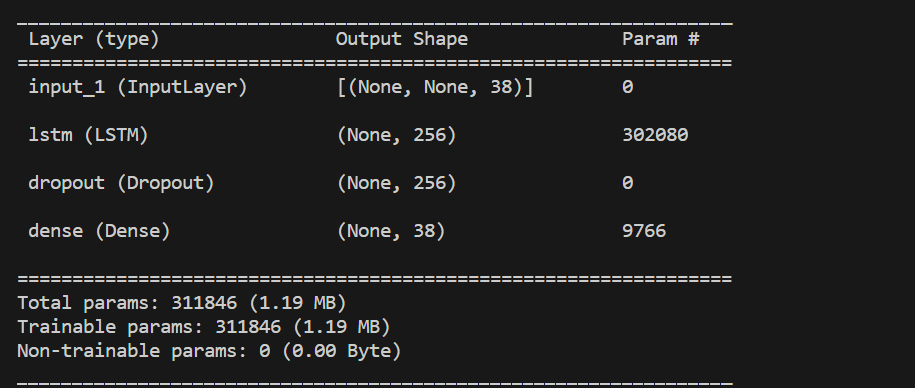 Layer (type) Output Shape Param #
input_1 (InputLayer) [(None, None, 38)] 0
lstm (LSTM) (None, 256) 302080
dropout (Dropout) (None, 256) 0
dense (Dense) (None, 38) 9766
Total params: 311846 (1.19 MB)
Trainable params: 311846 (1.19 MB)
Non-trainable params: 0 (0.00 Byte)